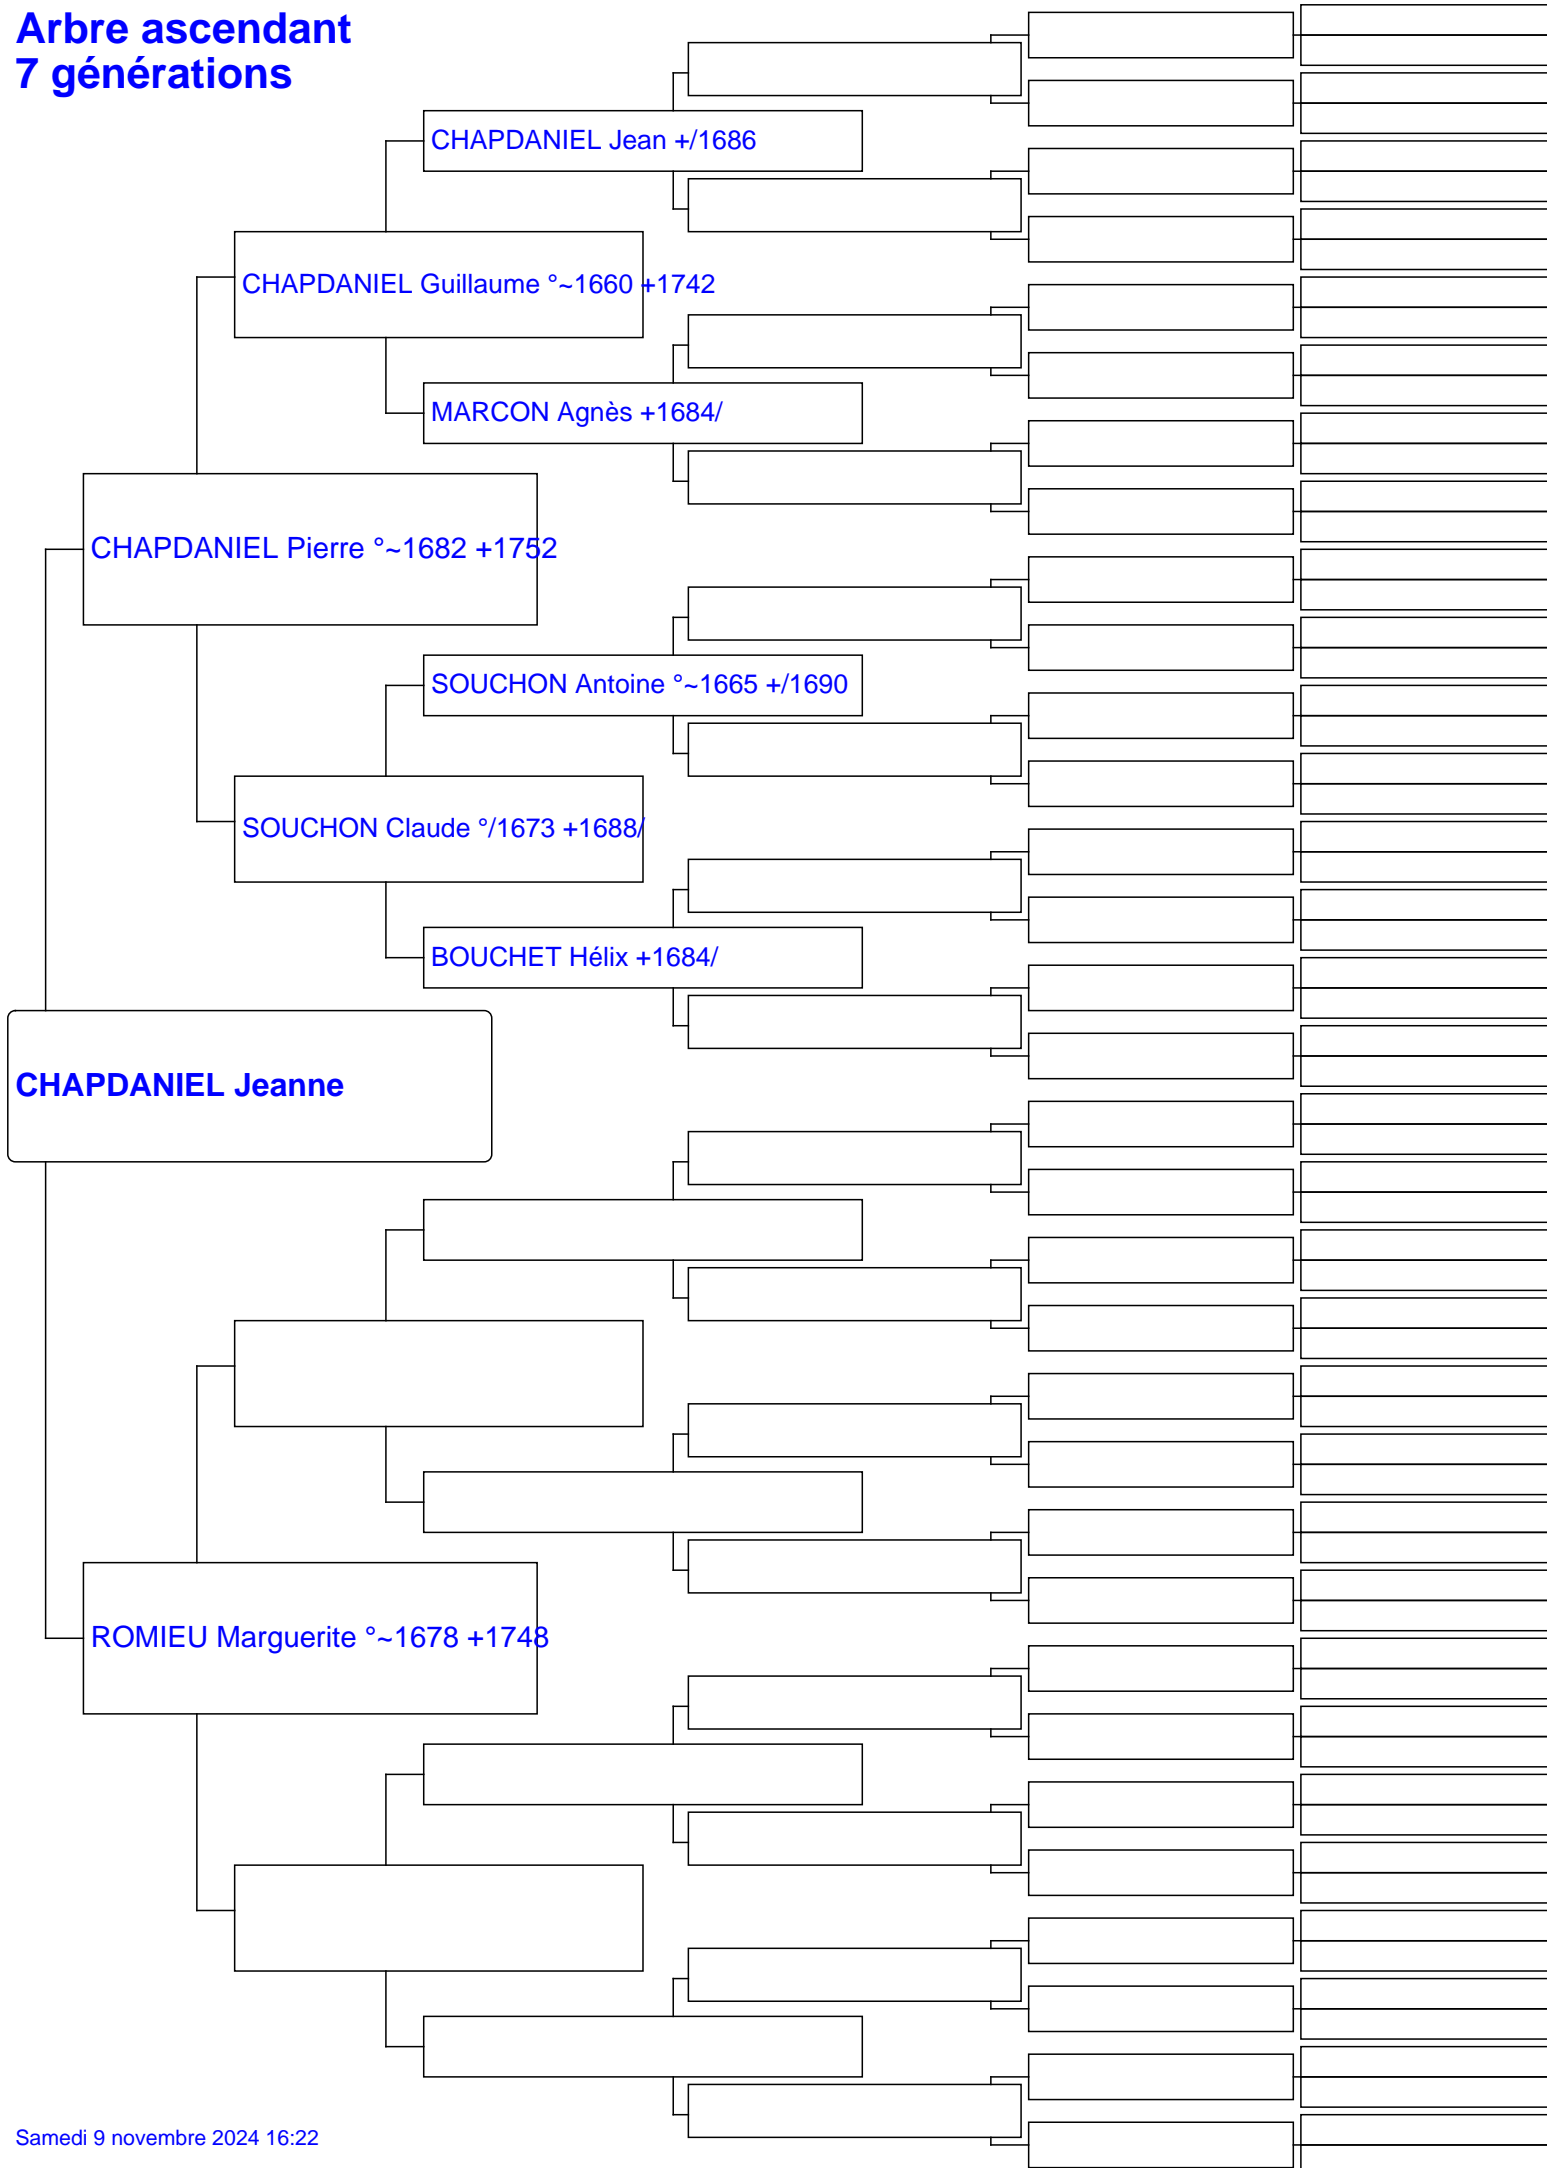 Arbre ascendant
7 générations
CHAPDANIEL Jean +/1686
CHAPDANIEL Guillaume °~1660 +1742
MARCON Agnès +1684/
CHAPDANIEL Pierre °~1682 +1752
SOUCHON Antoine °~1665 +/1690
SOUCHON Claude °/1673 +1688/
BOUCHET Hélix +1684/
CHAPDANIEL Jeanne
ROMIEU Marguerite °~1678 +1748
Samedi 9 novembre 2024 16:22